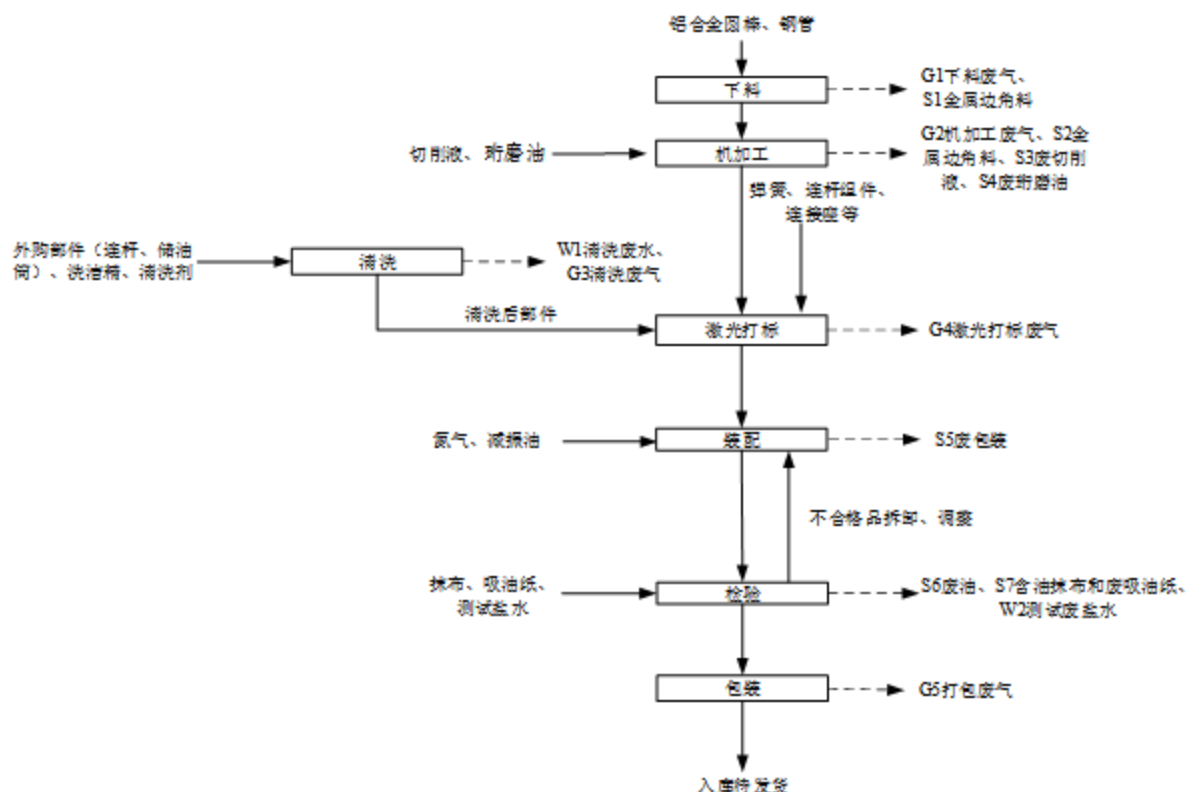 铝合金圆棒、钢管
下料
G1下料废气、
S1金属边角料
切削液、珩磨油
机加工
G2机加工废气、S2金
属边角料、S3废切削
液、S4废珩磨油
弹簧、连杆组件、
连接座等
外购部件（连杆、储油
筒）、洗洁精、清洗剂
清洗
W1清洗废水、
G3清洗废气
清洗后部件
激光打标
G4激光打标废气
氮气、减振油
装配
S5废包装
不合格品拆卸、调整
抹布、吸油纸、
测试盐水
检验
S6废油、S7含油抹布和废吸油纸、
W2测试废盐水
包装
G5打包废气
入库待发货